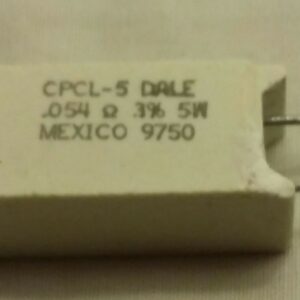 CPCL-5 DALE
.054 Ω 3% 5W
MEXICO 9750